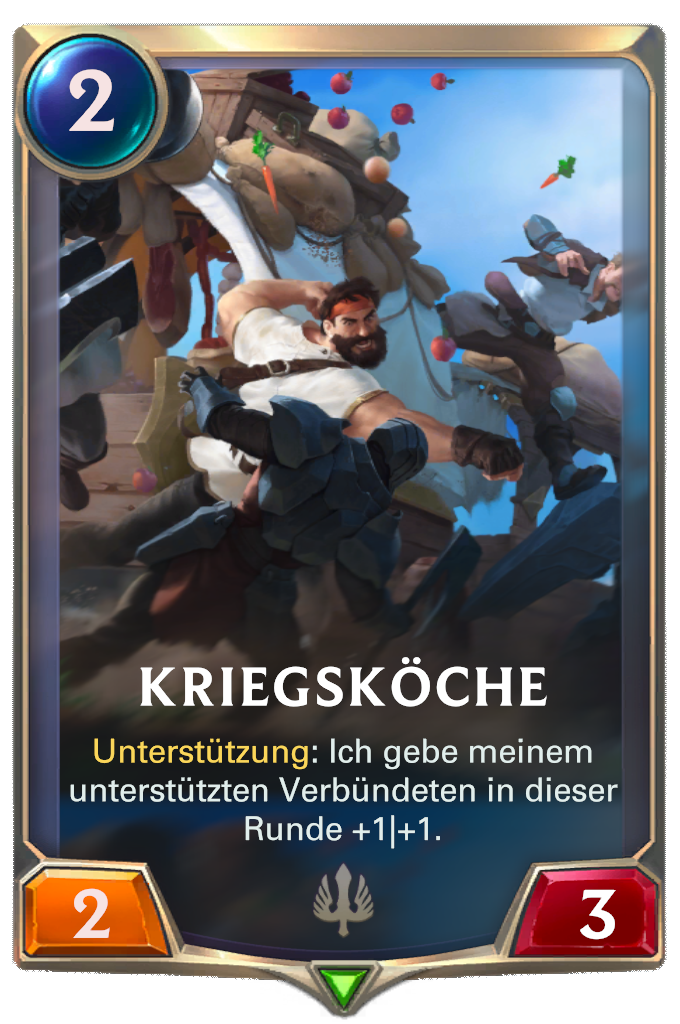 2
KRIEGSKÖCHE
Unterstützung: Ich gebe meinem
unterstützten Verbündeten in dieser
Runde +1|+1.
2
3